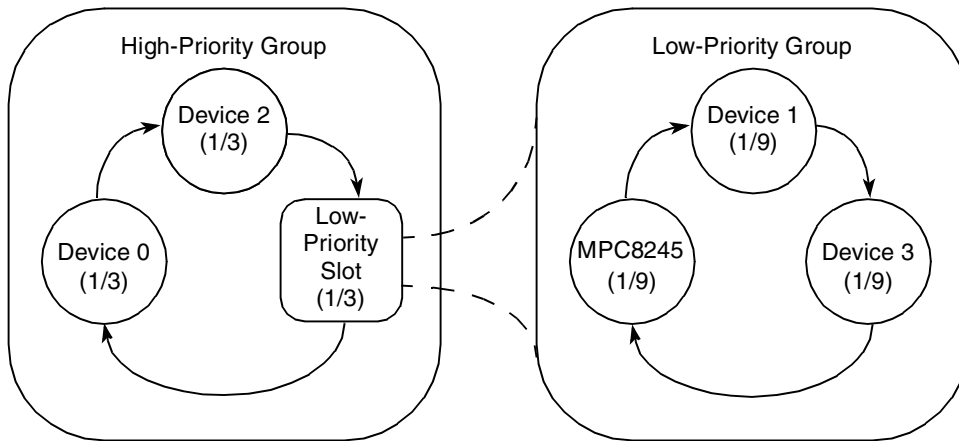 High-Priority Group
Device 2
(1/3)
Device 0
(1/3)
Low-
Priority
Slot
(1/3)
Low-Priority Group
Device 1
(1/9)
MPC8245
(1/9)
Device 3
(1/9)